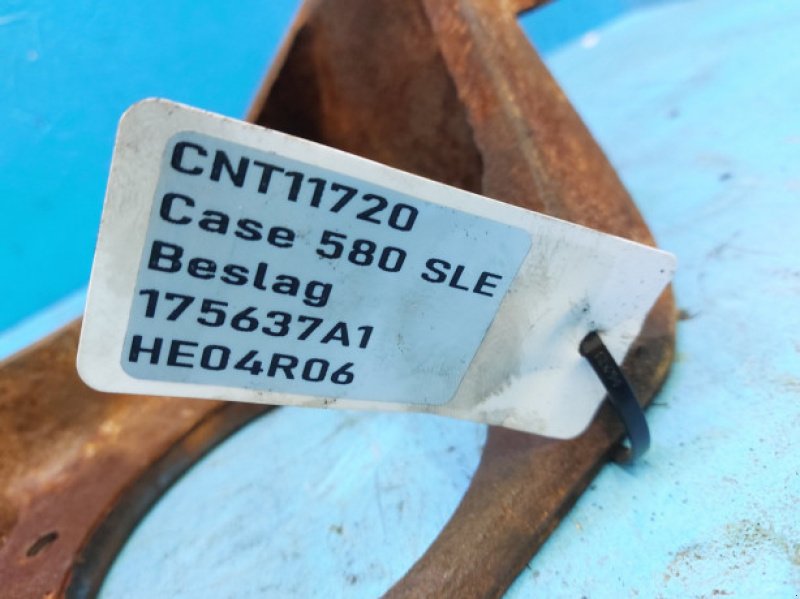 CNT11720
Case 580 SLE
Beslag
175637A1
HE04R06